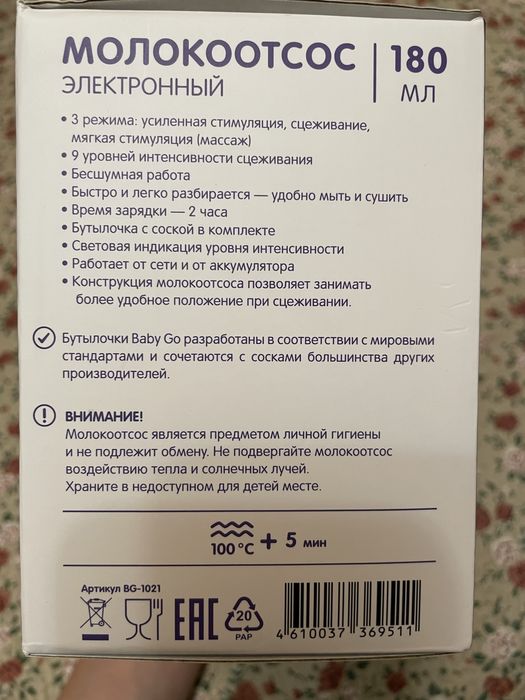 МОЛОКООТСОС
ЭЛЕКТРОННЫЙ
180
МЛ
• 3 режима: усиленная стимуляция, сцеживание,
мягкая стимуляция (массаж)
• 9 уровней интенсивности сцеживания
• Бесшумная работа
• Быстро и легко разбирается — удобно мыть и сушить
• Время зарядки — 2 часа
• Бутылочка с соской в комплекте
• Световая индикация уровня интенсивности
• Работает от сети и от аккумулятора
• Конструкция молокоотсоса позволяет занимать
более удобное положение при сцеживании.
Бутылочки Baby Go разработаны в соответствии с мировыми
стандартами и сочетаются с сосками большинства других
производителей.
ВНИМАНИЕ!
Молокоотсос является предметом личной гигиены
и не подлежит обмену. Не подвергайте молокоотсос
воздействию тепла и солнечных лучей.
Храните в недоступном для детей месте.
100 °C + 5 мин
Артикул BG-1021
EAC
20
PAP
4 610037 369511